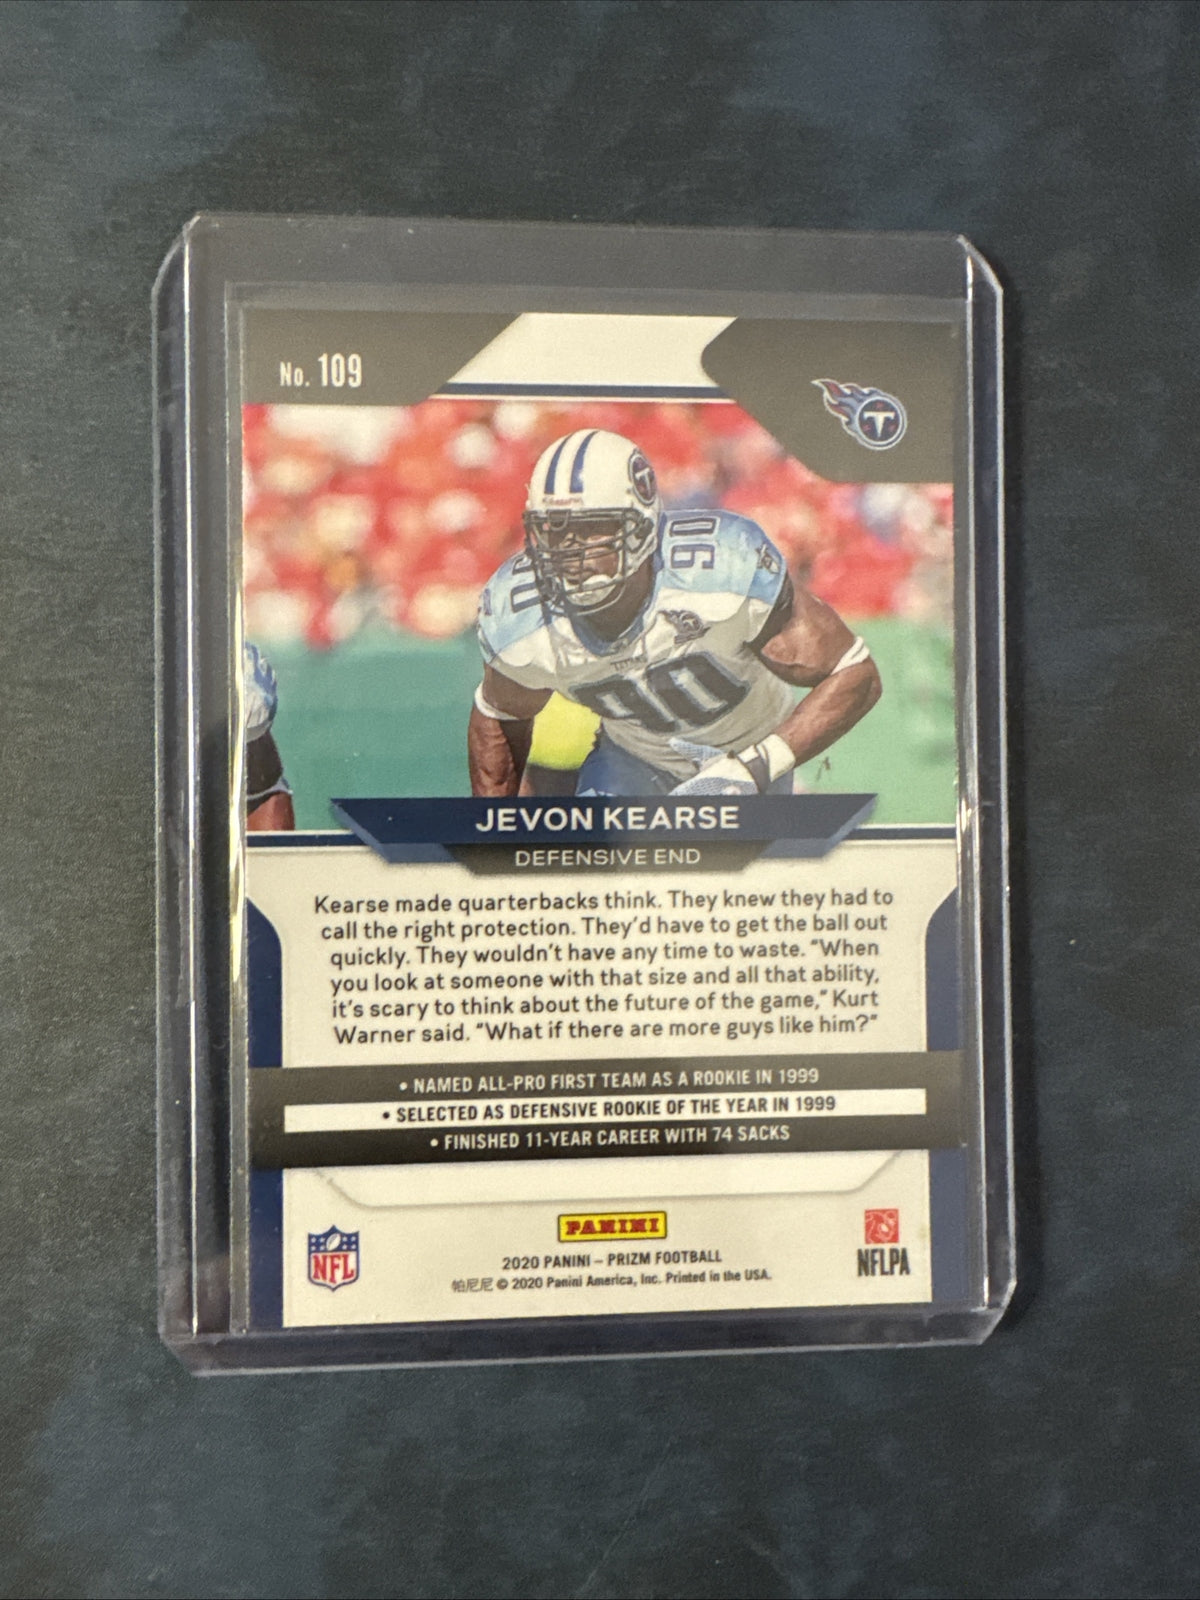 No. 109
T
T
90
90
TITANS
90
JEVON KEARSE
DEFENSIVE END
Kearse made quarterbacks think. They knew they had to
call the right protection. They'd have to get the ball out
quickly. They wouldn't have any time to waste. "When
you look at someone with that size and all that ability,
it's scary to think about the future of the game," Kurt
Warner said. "What if there are more guys like him?"
• NAMED ALL-PRO FIRST TEAM AS A ROOKIE IN 1999
• SELECTED AS DEFENSIVE ROOKIE OF THE YEAR IN 1999
• FINISHED 11-YEAR CAREER WITH 74 SACKS
PANINI
NFL
2020 PANINI – PRIZM FOOTBALL
NFLPA
帕尼尼 © 2020 Panini America, Inc. Printed in the USA.